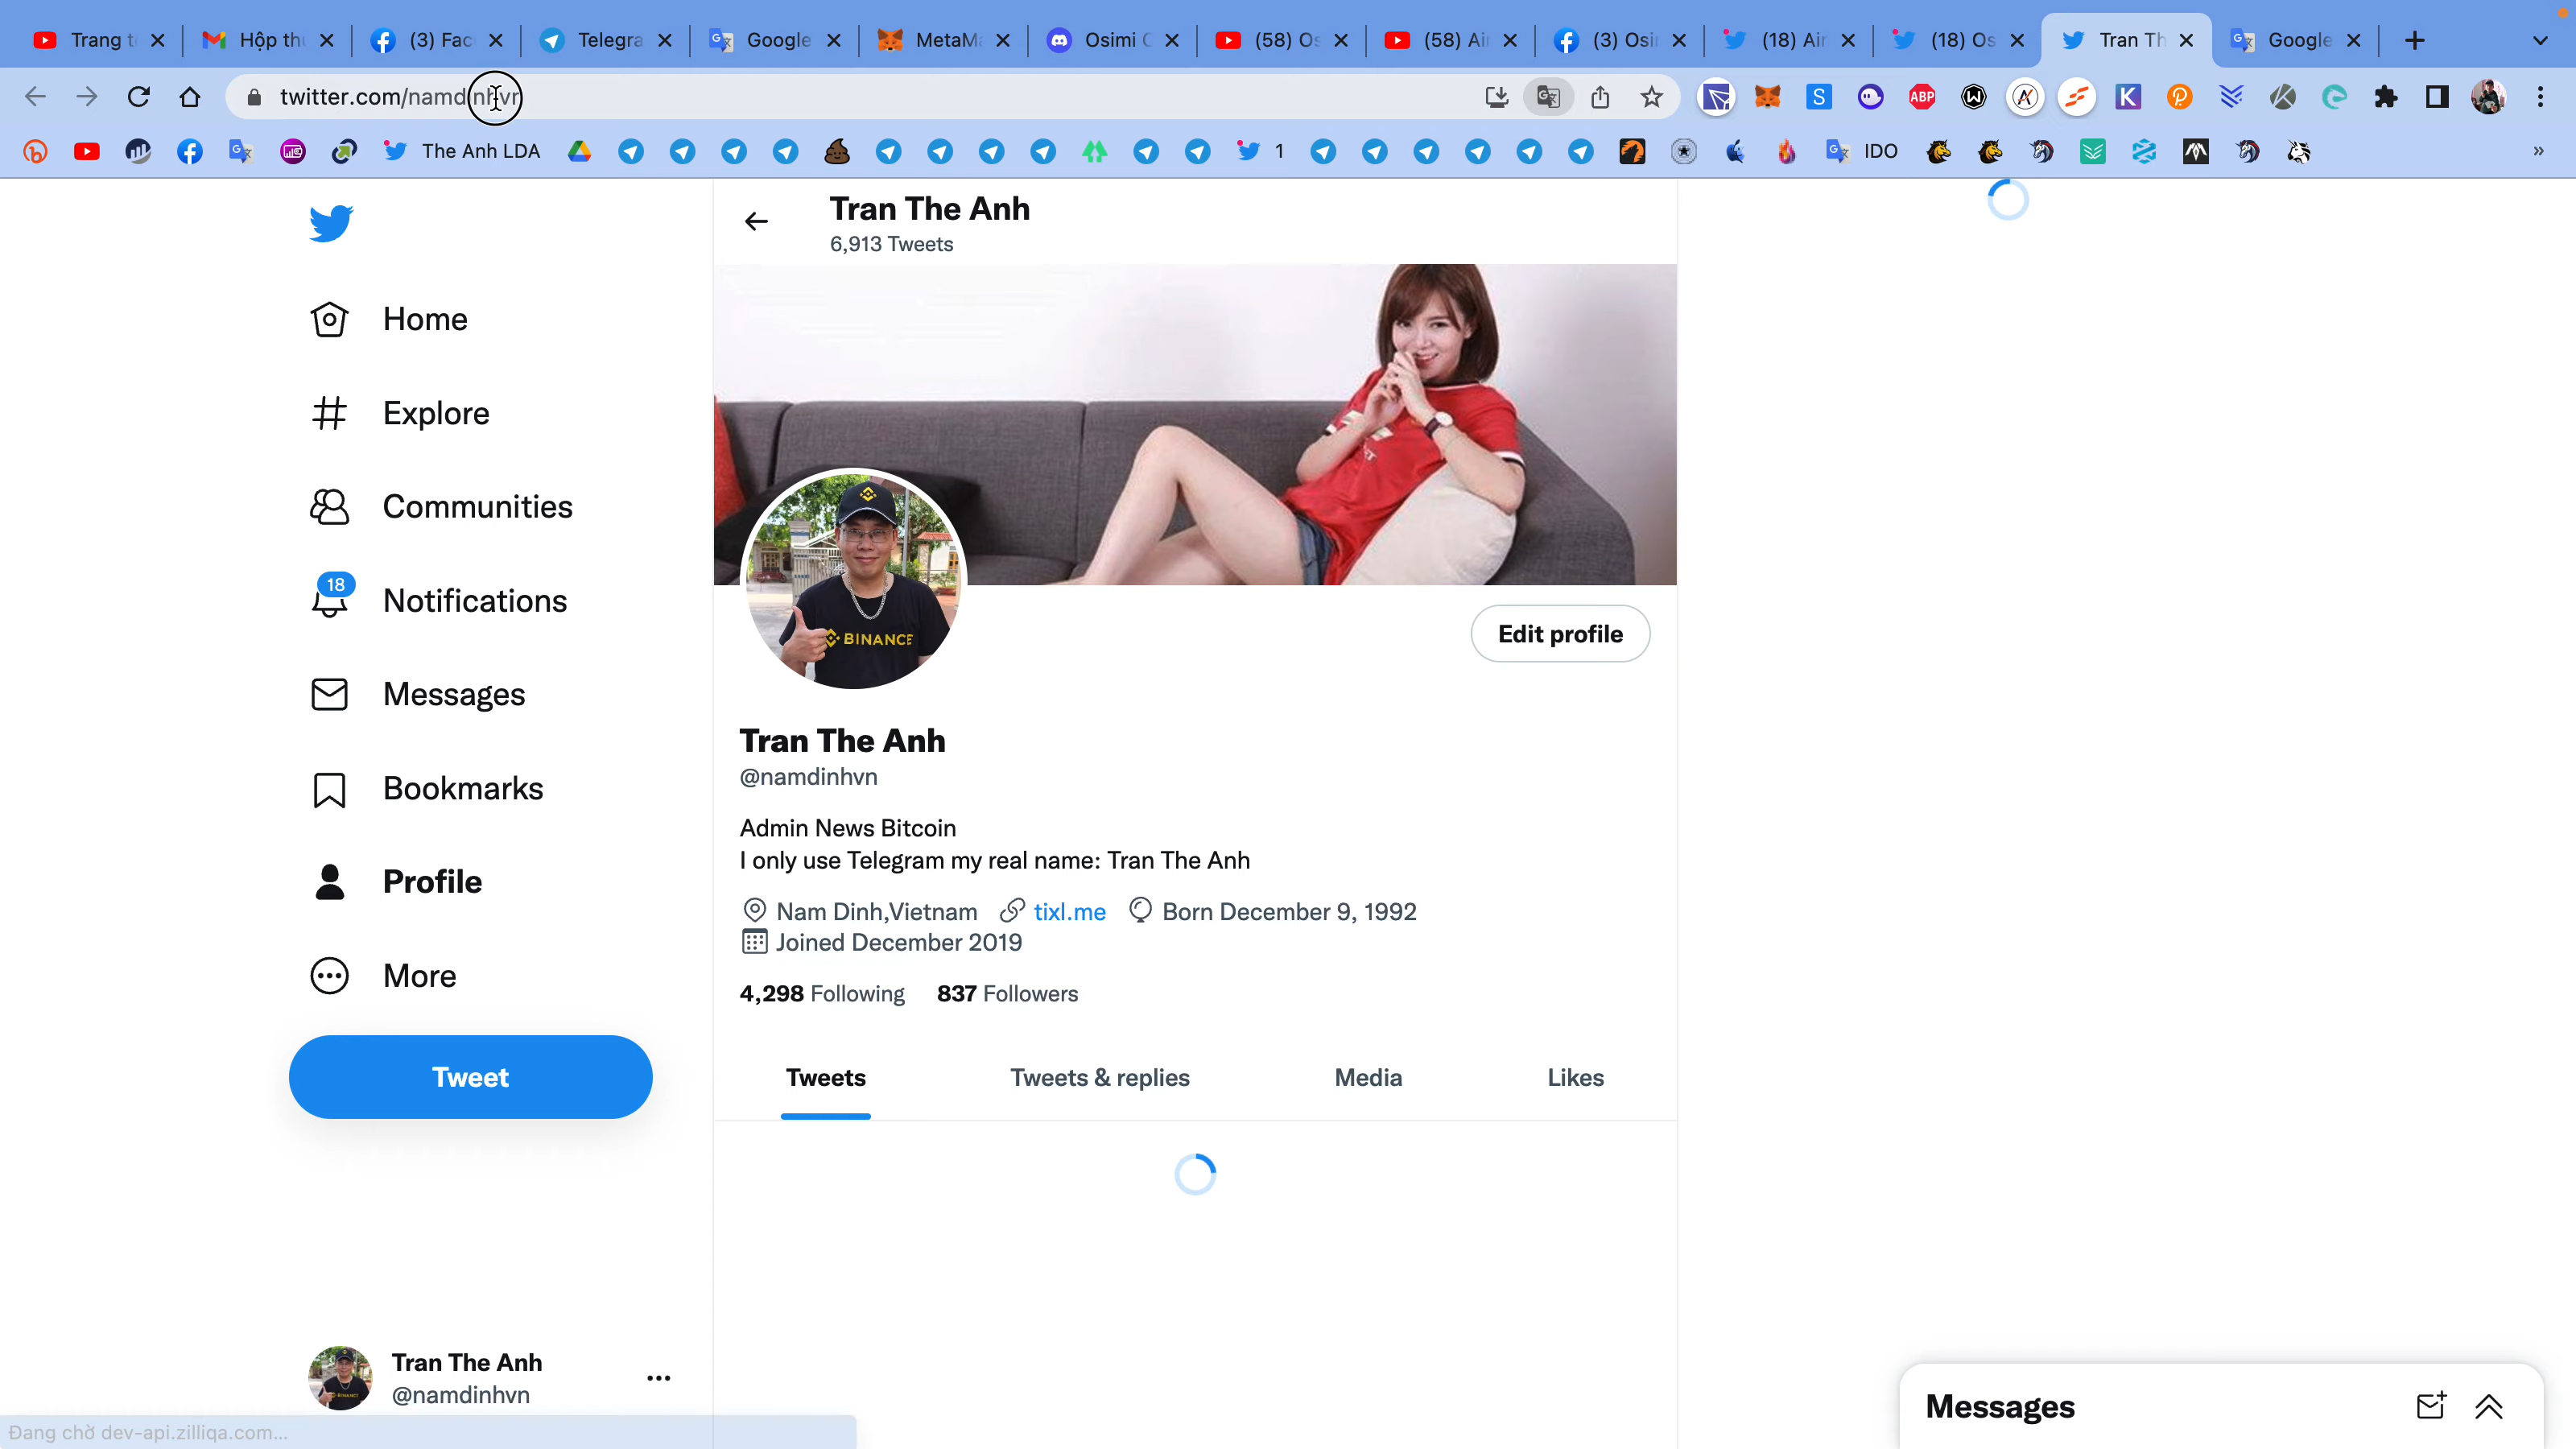 Trang t
Hộp th
(3) Fac
Telegra
Google
MetaMa
Osimi C
(58) Os
(58) Air
(3) Osi
(18) Air
(18) Os
Tran Th
Google
twitter.com/namdinhvn
ABP
The Anh LDA
1
IDO
Tran The Anh
6,913 Tweets
Home
Explore
Communities
18
Notifications
Messages
Bookmarks
Profile
More
Tweet
BINANCE
Edit profile
Tran The Anh
@namdinhvn
Admin News Bitcoin
I only use Telegram my real name: Tran The Anh
Nam Dinh,Vietnam tixl.me Born December 9, 1992
Joined December 2019
4,298 Following 837 Followers
Tweets Tweets & replies Media Likes
Tran The Anh
@namdinhvn
Messages
Đang chờ dev-api.zilliqa.com...